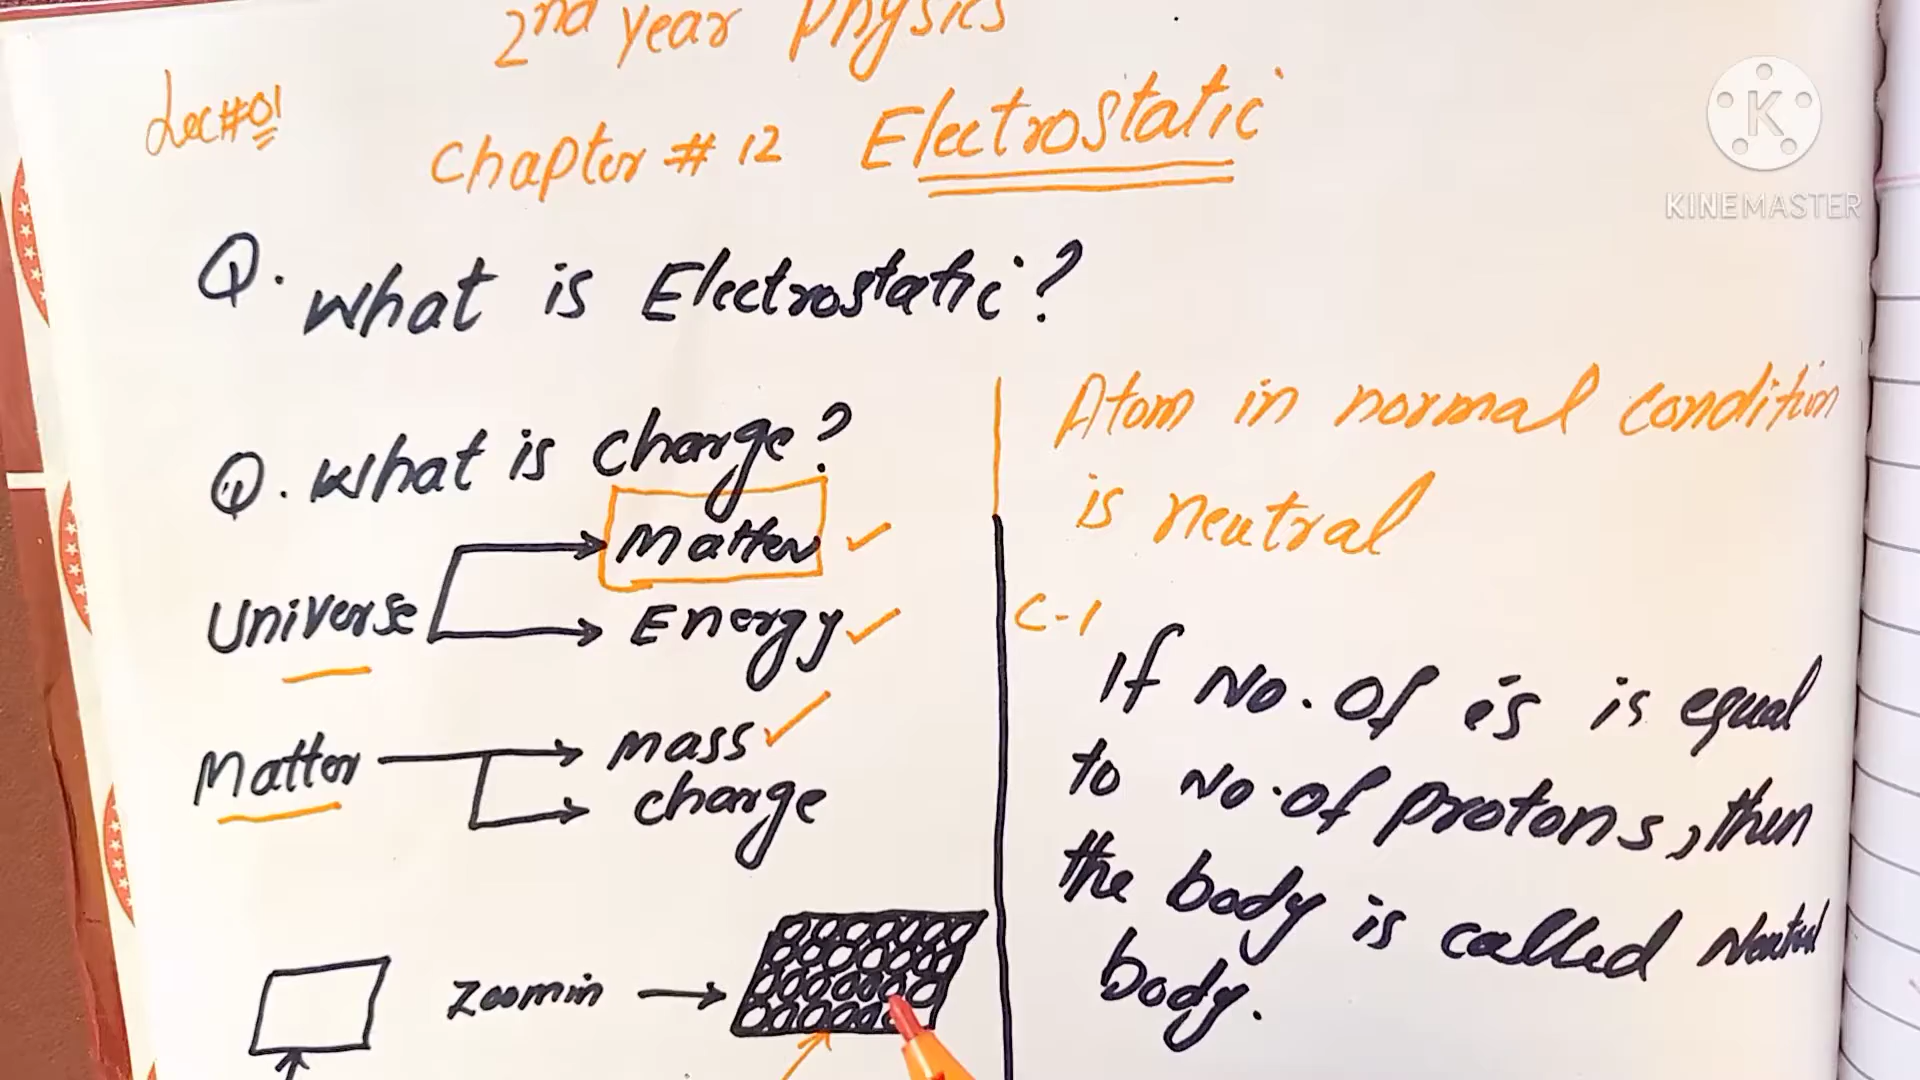 2nd year Physics
Lec#01
Chapter # 12 Electrostatic
Q. What is Electrostatic?
Q. What is charge?
Universe
Matter
Energy
Matter
mass
charge
Zoomin
Atom in normal condition
is neutral
C-1
If No. Of es is equal
to No. of protons, then
the body is called Neutral
body.
K
KINEMASTER